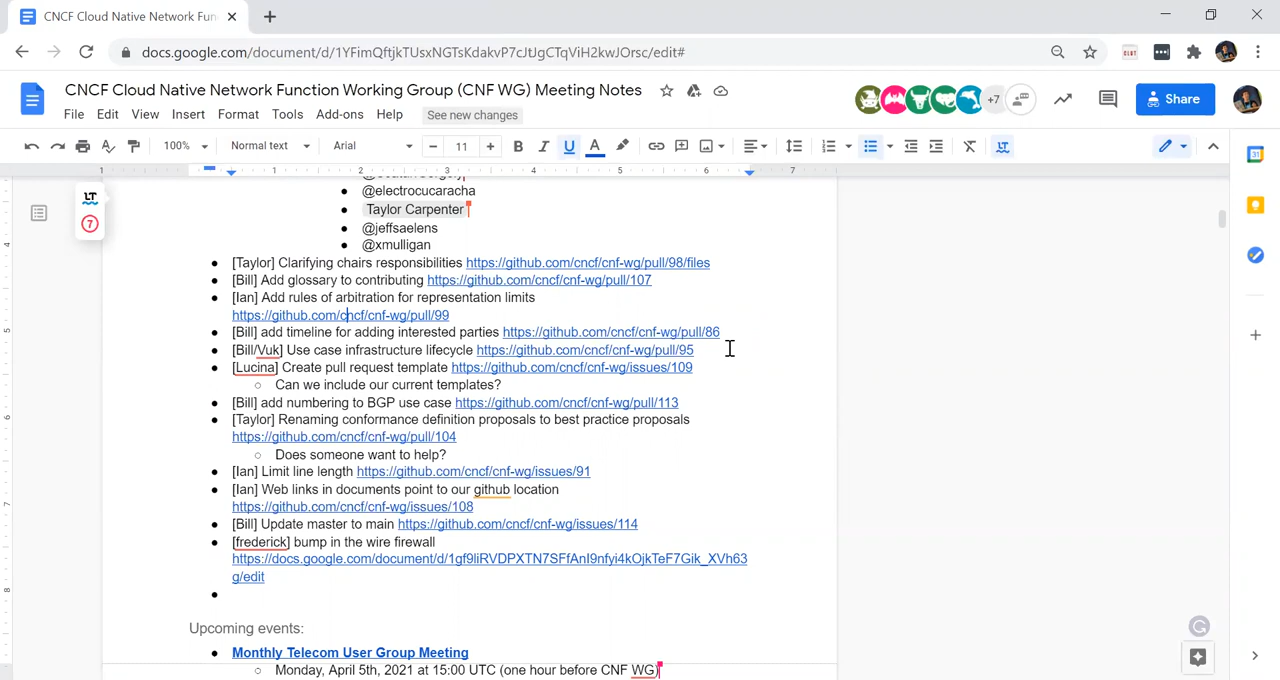 CNCF Cloud Native Network Fun
docs.google.com/document/d/1YFimQftjkTUsxNGTsKdakvP7cJtJgCTqViH2kwJOrsc/edit#
CNCF Cloud Native Network Function Working Group (CNF WG) Meeting Notes
+7
Share
File Edit View Insert Format Tools Add-ons Help See new changes
100% Normal text Arial 11
1 1 2 3 4 5 6 7
@electrocucaracha
Taylor Carpenter
@jeffsaelens
@xmulligan
[Taylor] Clarifying chairs responsibilities https://github.com/cncf/cnf-wg/pull/98/files
[Bill] Add glossary to contributing https://github.com/cncf/cnf-wg/pull/107
[Ian] Add rules of arbitration for representation limits
https://github.com/cncf/cnf-wg/pull/99
[Bill] add timeline for adding interested parties https://github.com/cncf/cnf-wg/pull/86
[Bill/Vuk] Use case infrastructure lifecycle https://github.com/cncf/cnf-wg/pull/95
[Lucina] Create pull request template https://github.com/cncf/cnf-wg/issues/109
Can we include our current templates?
[Bill] add numbering to BGP use case https://github.com/cncf/cnf-wg/pull/113
[Taylor] Renaming conformance definition proposals to best practice proposals
https://github.com/cncf/cnf-wg/pull/104
Does someone want to help?
[Ian] Limit line length https://github.com/cncf/cnf-wg/issues/91
[Ian] Web links in documents point to our github location
https://github.com/cncf/cnf-wg/issues/108
[Bill] Update master to main https://github.com/cncf/cnf-wg/issues/114
[frederick] bump in the wire firewall
https://docs.google.com/document/d/1gf9liRVDPXTN7SFfAnI9nfyi4kOjkTeF7Gik_XVh63
g/edit
Upcoming events:
Monthly Telecom User Group Meeting
Monday, April 5th, 2021 at 15:00 UTC (one hour before CNF WG)